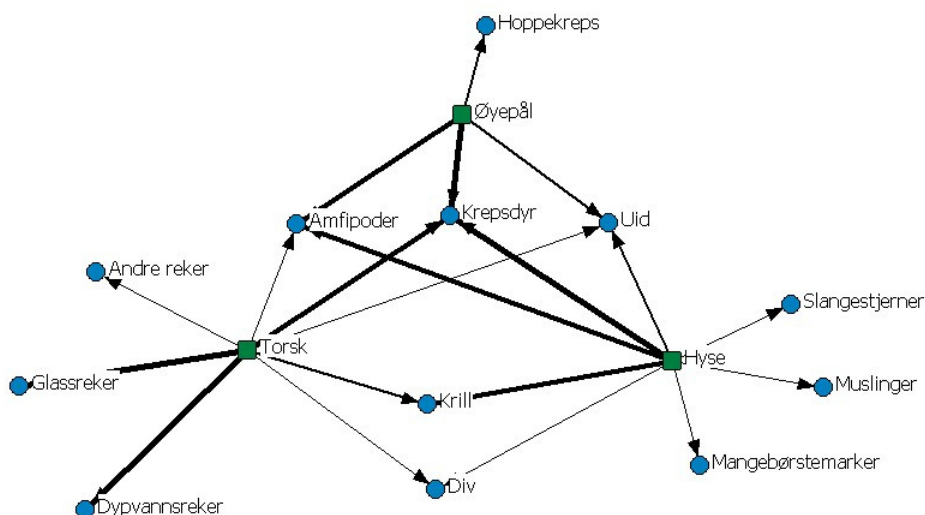 Hoppekreps
Øyepål
Amfipoder
Krepsdyr
Uid
Andre reker
Slangestjerner
Torsk
Hyse
Glassreker
Muslinger
Krill
Mangebørstemarker
Div
Dypvannsreker